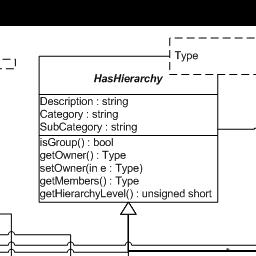 Type
HasHierarchy
Description : string
Category : string
SubCategory : string
isGroup() : bool
getOwner() : Type
setOwner(in e : Type)
getMembers() : Type
getHierarchyLevel() : unsigned short